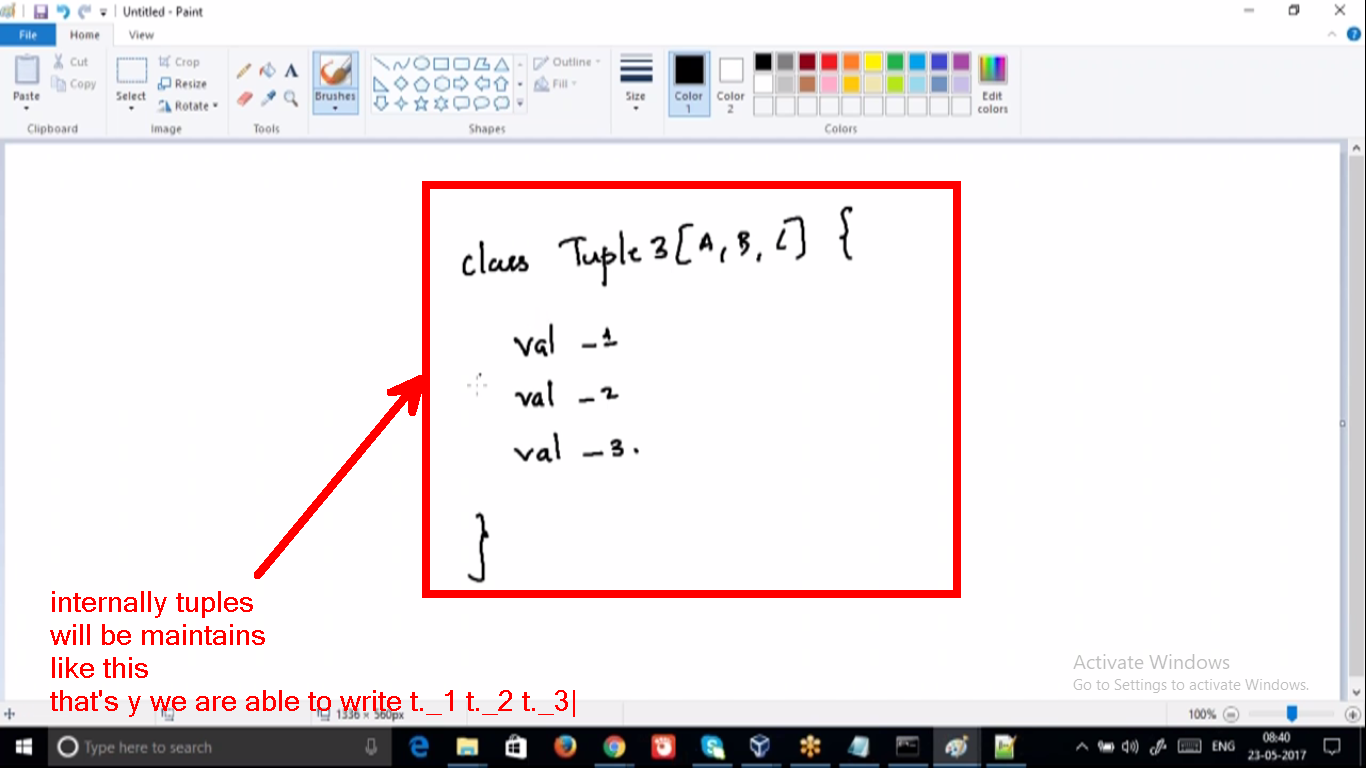 Untitled - Paint
File Home View
Paste
Cut
Copy
Clipboard
Select
Crop
Resize
Rotate
Image
Tools
Brushes
Shapes
Outline
Fill
Size
Color
1
Color
2
Edit
colors
Colors
class Tuple3[A, B, C] {
val _1
val _2
val _3.
}
internally tuples
will be maintains
like this
that's y we are able to write t._1 t._2 t._3|
Activate Windows
Go to Settings to activate Windows.
1336 × 560px
100%
Type here to search
ENG
08:40
23-05-2017